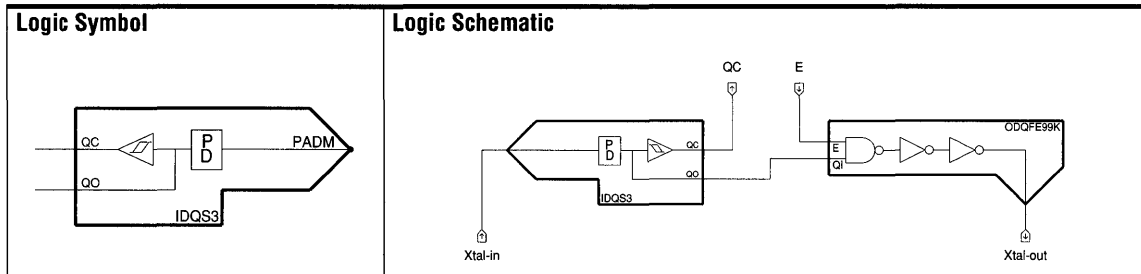 Logic Symbol
QC
P
D
PADM
QO
IDQS3
Logic Schematic
QC
E
ODQFE99K
P
D
QC
QO
IDQS3
E
QI
Xtal-in
Xtal-out